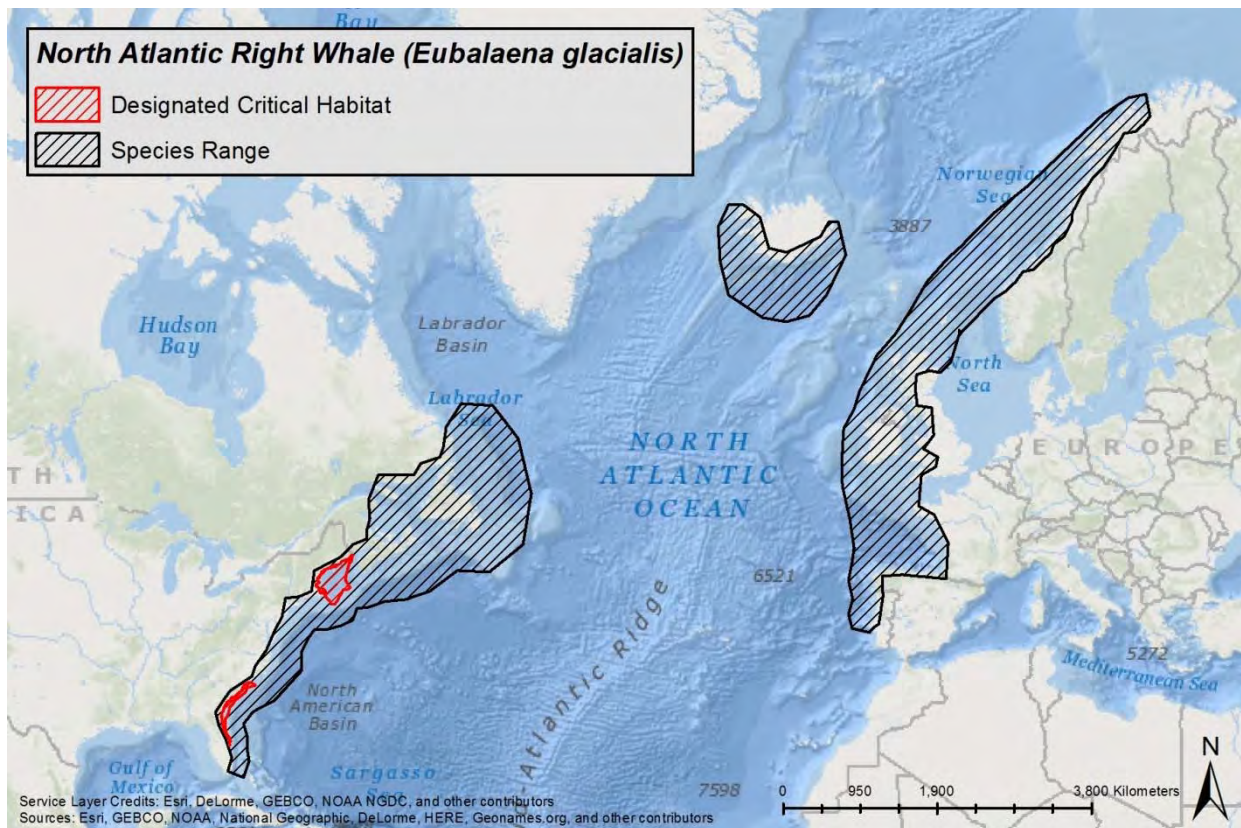 Bay
North Atlantic Right Whale (Eubalaena glacialis)
Designated Critical Habitat
Species Range
Norwegian
Sea
3887
Hudson
Bay
Labrador
Basin
North
Sea
Labrador
Sea
NORTH
ATLANTIC
OCEAN
EUROPE
TH
ICA
6521
Atlantic Ridge
5272
Mediterranean Sea
North
American
Basin
Gulf of
Mexico
Sargasso
Sea
7598
N
0 950 1,900 3,800 Kilometers
Service Layer Credits: Esri, DeLorme, GEBCO, NOAA NGDC, and other contributors
Sources: Esri, GEBCO, NOAA, National Geographic, DeLorme, HERE, Geonames.org, and other contributors